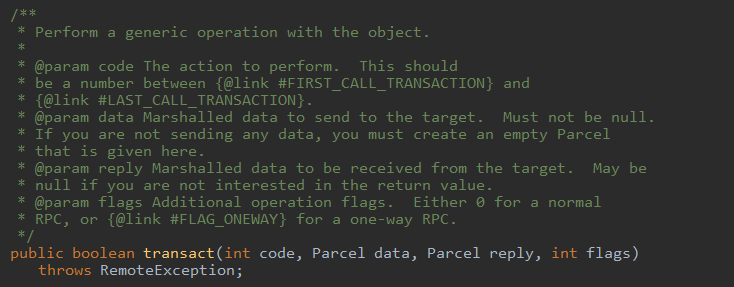 /**
 * Perform a generic operation with the object.
 *
 * @param code The action to perform.  This should
 * be a number between {@link #FIRST_CALL_TRANSACTION} and
 * {@link #LAST_CALL_TRANSACTION}.
 * @param data Marshalled data to send to the target.  Must not be null.
 * If you are not sending any data, you must create an empty Parcel
 * that is given here.
 * @param reply Marshalled data to be received from the target.  May be
 * null if you are not interested in the return value.
 * @param flags Additional operation flags.  Either 0 for a normal
 * RPC, or {@link #FLAG_ONEWAY} for a one-way RPC.
 */
public boolean transact(int code, Parcel data, Parcel reply, int flags)
    throws RemoteException;